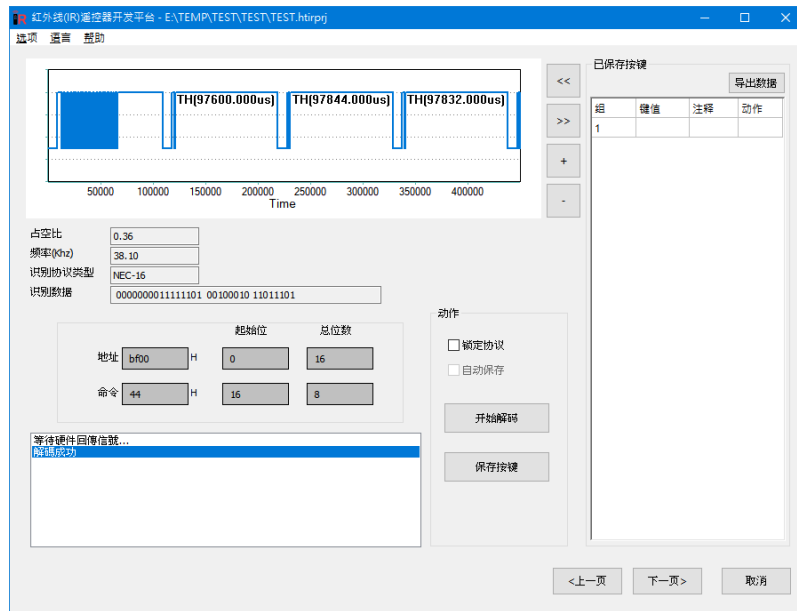 红外线(IR)遥控器开发平台 - E:\TEMP\TEST\TEST\TEST.htirprj
选项 语言 帮助
TH(97600.000us) TH(97844.000us) TH(97832.000us)
50000 100000 150000 200000 250000 300000 350000 400000
Time
<<
>>
+
-
已保存按键
导出数据
组 键值 注释 动作
1
占空比 0.36
频率(Khz) 38.10
识别协议类型 NEC-16
识别数据 0000000011111101 00100010 11011101
起始位 总位数
地址 bf00 H 0 16
命令 44 H 16 8
动作
锁定协议
自动保存
开始解码
保存按键
等待硬件回傳信號...
解碼成功
<上一页 下一页> 取消